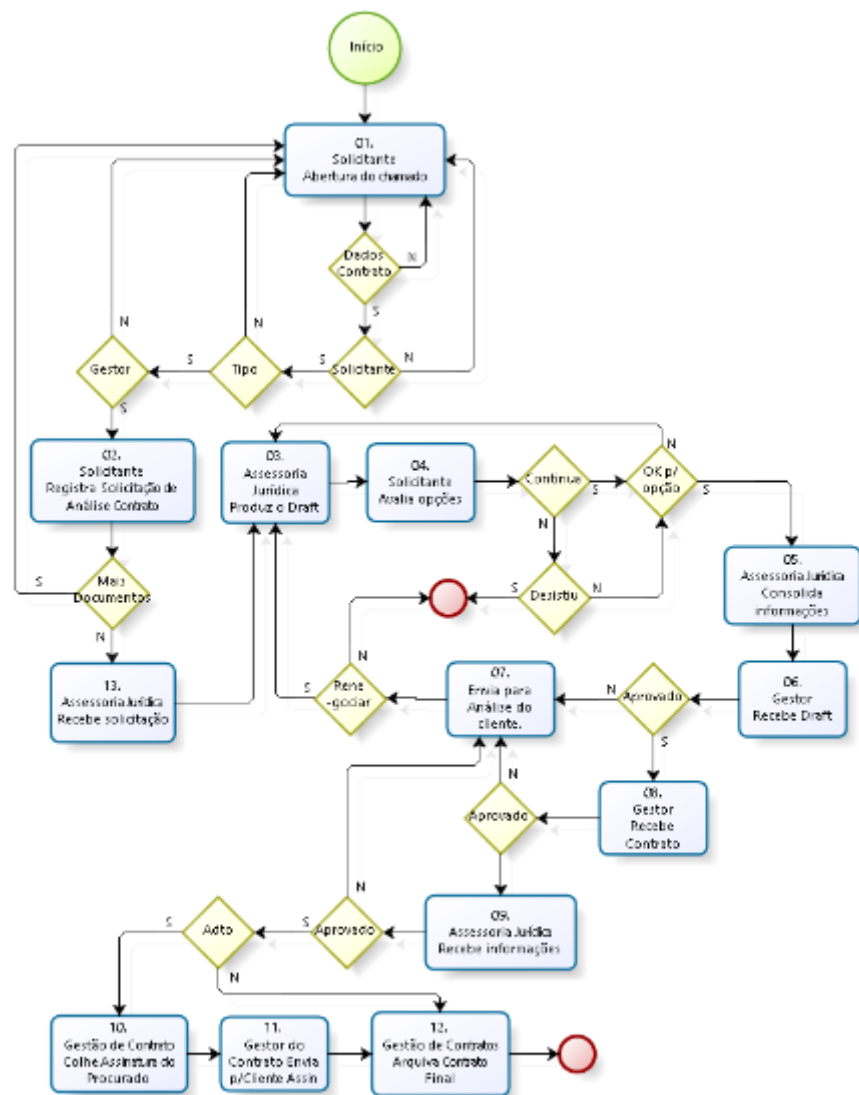 Início
01.
Solicitante
Abertura do chamado
Dados
Contrato
N
S
Solicitante
N
S
Tipo
N
S
Gestor
N
S
02.
Solicitante
Registra Solicitação de
Análise Contrato
Mais
Documentos
S
N
13.
Assessoria Jurídica
Recebe solicitação
03.
Assessoria
Jurídica
Produz o Draft
04.
Solicitante
Avalia opções
Continua
S
N
OK p/
opção
N
S
Desistiu
S
N
05.
Assessoria Jurídica
Consolida
informações
06.
Gestor
Recebe Draft
Aprovado
N
S
07.
Envia para
Análise do
cliente.
Rene
-gociar
N
S
08.
Gestor
Recebe
Contrato
Aprovado
N
S
09.
Assessoria Jurídica
Recebe informações
Aprovado
N
S
Adto
S
N
10.
Gestão de Contrato
Colhe Assinatura do
Procurado
11.
Gestor do
Contrato Envia
p/Cliente Assin
12.
Gestão de Contratos
Arquiva Contrato
Final